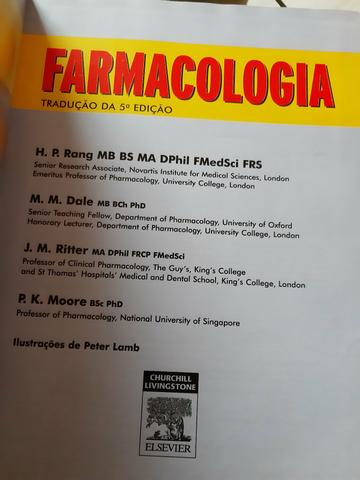 FARMACOLOGIA
TRADUÇÃO DA 5ª EDIÇÃO
H. P. Rang MB BS MA DPhil FMedSci FRS
Senior Research Associate, Novartis Institute for Medical Sciences, London
Emeritus Professor of Pharmacology, University College, London
M. M. Dale MB BCh PhD
Senior Teaching Fellow, Department of Pharmacology, University of Oxford
Honorary Lecturer, Department of Pharmacology, University College, London
J. M. Ritter MA DPhil FRCP FMedSci
Professor of Clinical Pharmacology, The Guy's, King's College
and St Thomas' Hospitals' Medical and Dental School, King's College, London
P. K. Moore BSc PhD
Professor of Pharmacology, National University of Singapore
Ilustrações de Peter Lamb
CHURCHILL
LIVINGSTONE
ELSEVIER